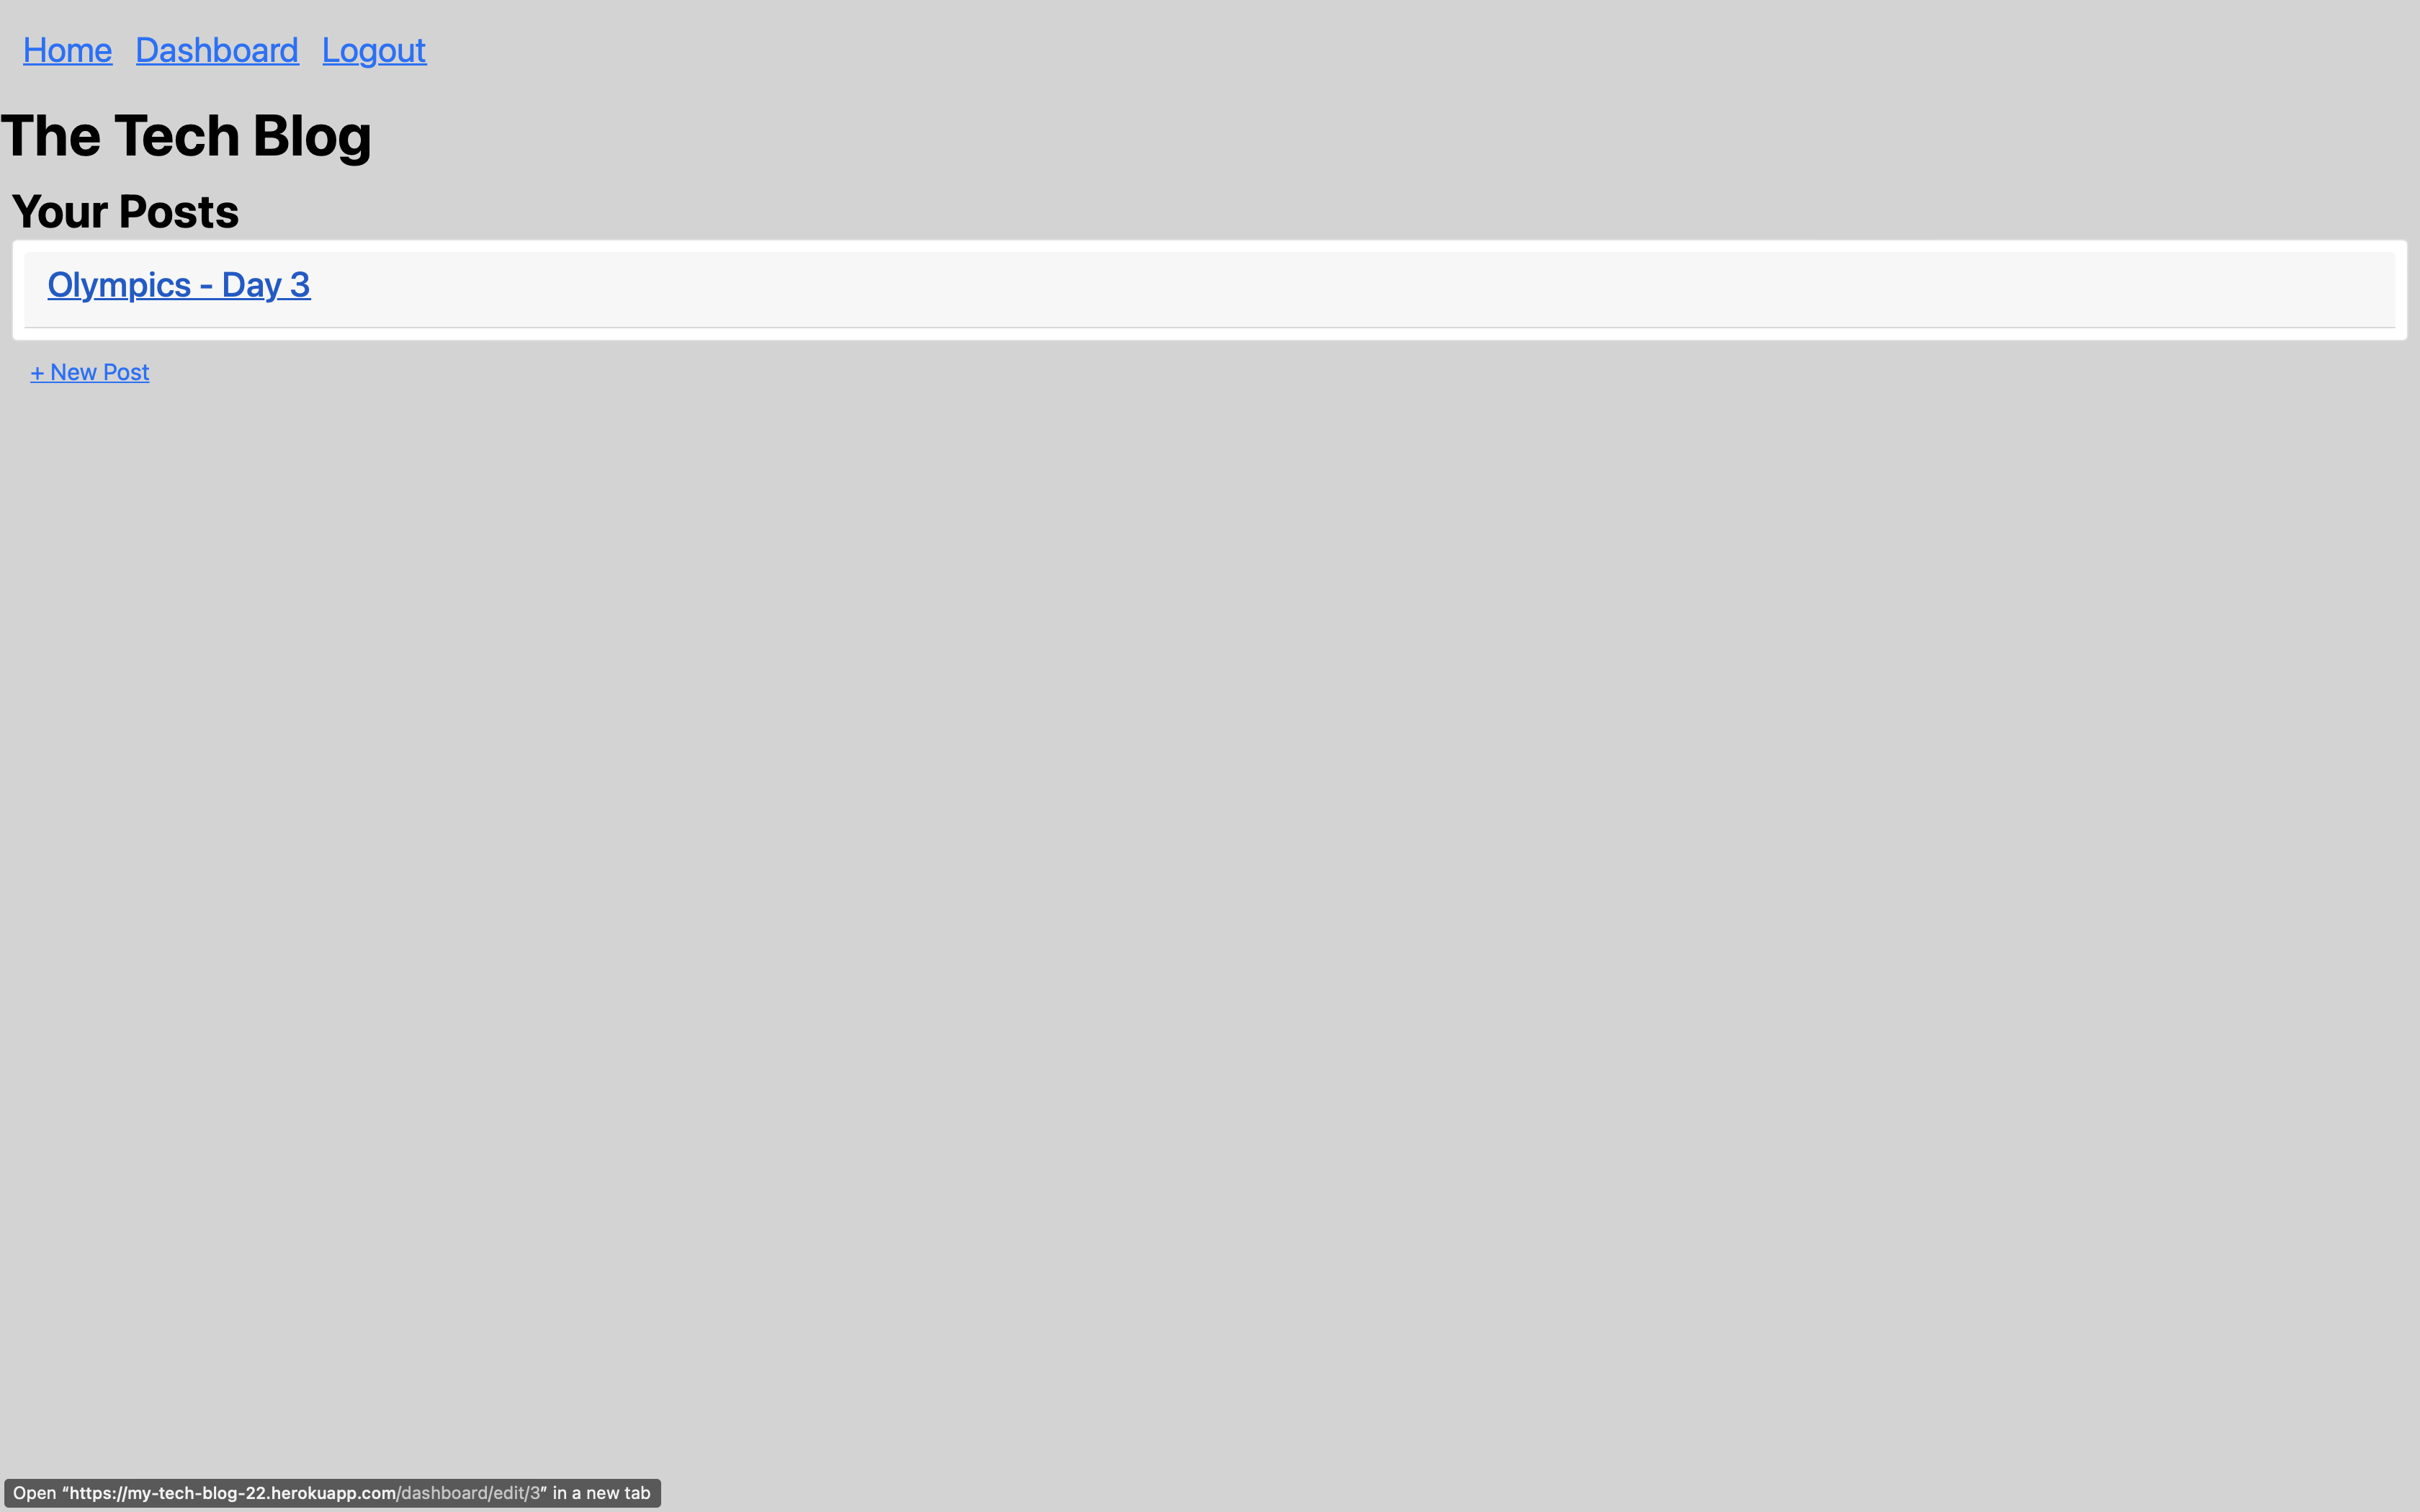 Home Dashboard Logout
The Tech Blog
Your Posts
Olympics - Day 3
+ New Post
Open “https://my-tech-blog-22.herokuapp.com/dashboard/edit/3” in a new tab